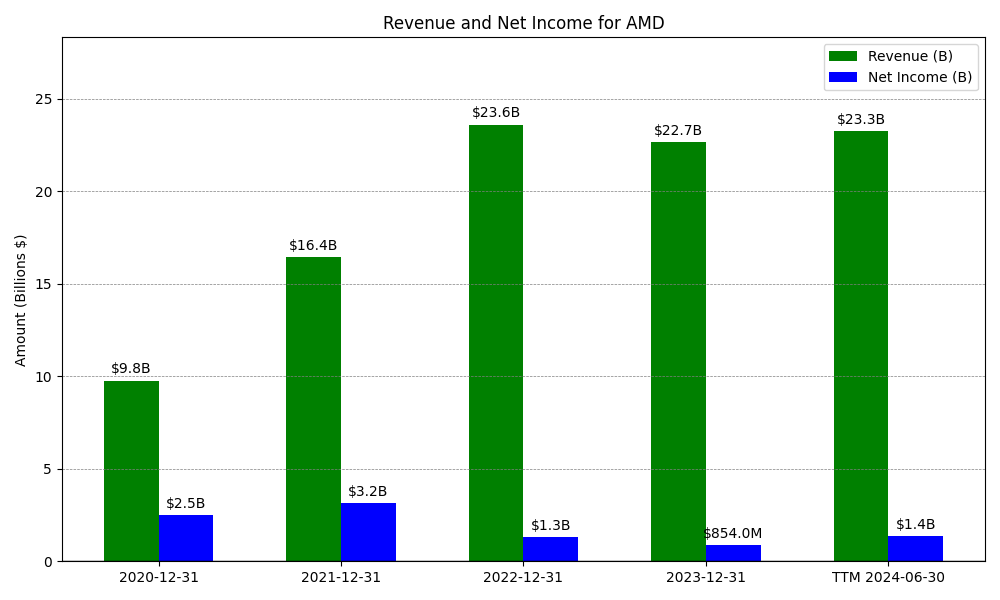 Revenue and Net Income for AMD
Revenue (B)
Net Income (B)
Amount (Billions $)
25
20
15
10
5
0
$9.8B
$2.5B
$16.4B
$3.2B
$23.6B
$1.3B
$22.7B
$854.0M
$23.3B
$1.4B
2020-12-31
2021-12-31
2022-12-31
2023-12-31
TTM 2024-06-30